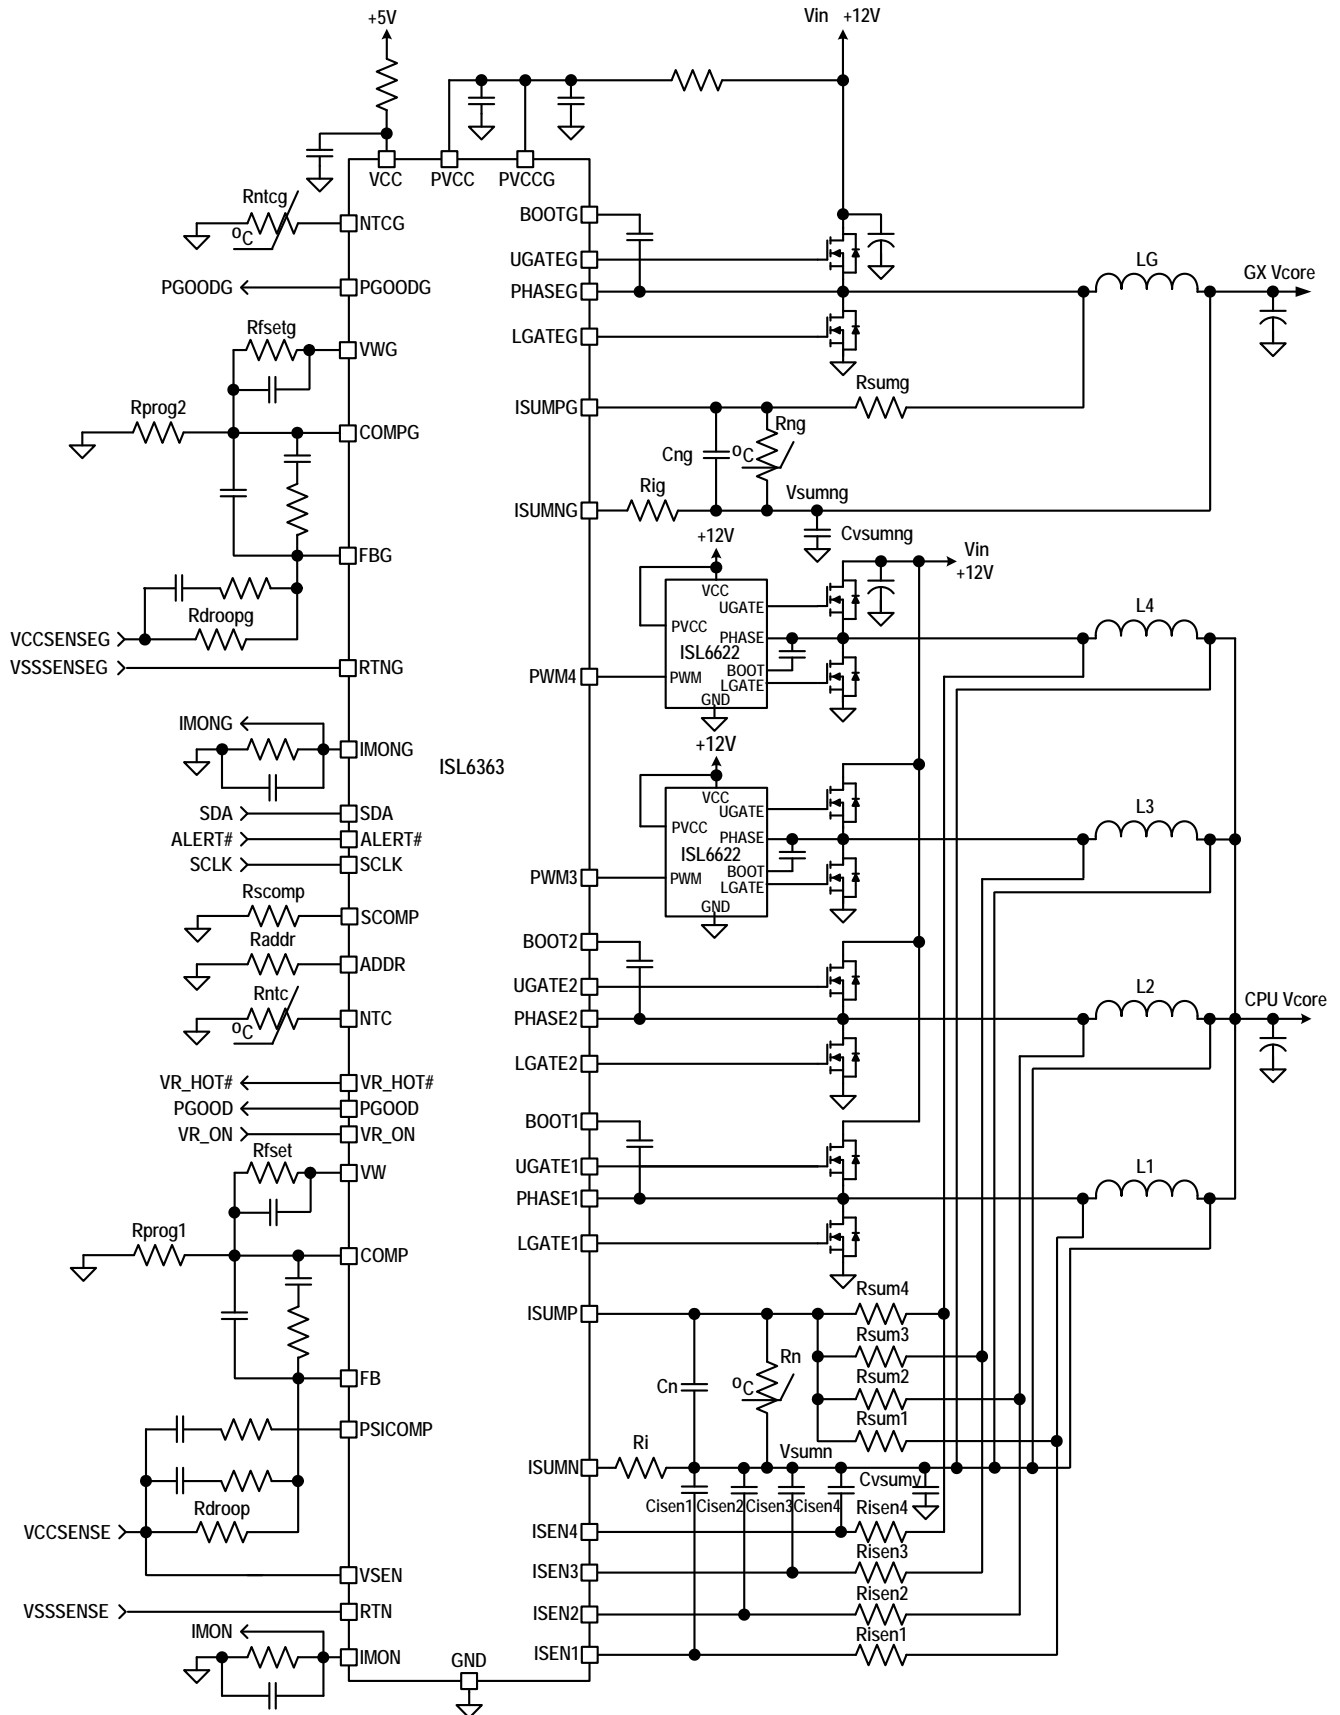 +5V
Vin +12V
VCC
PVCC
PVCCG
Rntcg
oC
NTCG
BOOTG
UGATEG
LG
GX Vcore
PGOODG
PGOODG
PHASEG
Rfsetg
VWG
LGATEG
Rsumg
Rprog2
ISUMPG
Rng
COMPG
Cng
oC
Rig
Vsumng
ISUMNG
Cvsumng
+12V
FBG
Vin
+12V
VCC
UGATE
L4
Rdroopg
PVCC
PHASE
VCCSENSEG
ISL6622
VSSSENSEG
RTNG
PWM4
PWM
BOOT
LGATE
GND
IMONG
IMONG
ISL6363
+12V
VCC
UGATE
L3
SDA
SDA
PVCC
ALERT#
ALERT#
PHASE
ISL6622
SCLK
SCLK
BOOT
PWM3
PWM
LGATE
Rscomp
SCOMP
GND
Raddr
BOOT2
ADDR
UGATE2
Rntc
oC
NTC
PHASE2
L2
CPU Vcore
LGATE2
VR_HOT#
VR_HOT#
PGOOD
PGOOD
BOOT1
VR_ON
VR_ON
Rfset
VW
UGATE1
L1
PHASE1
Rprog1
COMP
LGATE1
Rsum4
ISUMP
Rsum3
Rn
FB
Cn
oC
Rsum2
PSICOMP
Rsum1
Ri
Vsumn
ISUMN
Cvsumv
Rdroop
Cisen1
Cisen2
Cisen3
Cisen4
Risen4
VCCSENSE
ISEN4
Risen3
VSEN
ISEN3
Risen2
VSSSENSE
RTN
ISEN2
IMON
Risen1
IMON
GND
ISEN1